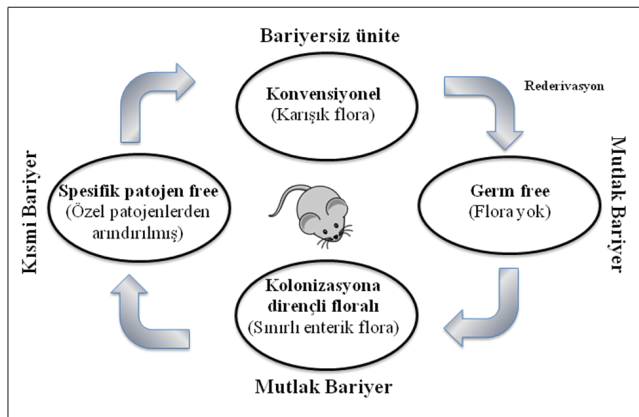 Bariyersiz ünite
Konvensiyonel
(Karışık flora)
Rederivasyon
Mutlak Bariyer
Germ free
(Flora yok)
Kolonizasyona
dirençli floralı
(Sınırlı enterik flora)
Mutlak Bariyer
Kısmi Bariyer
Spesifik patojen free
(Özel patojenlerden
arındırılmış)